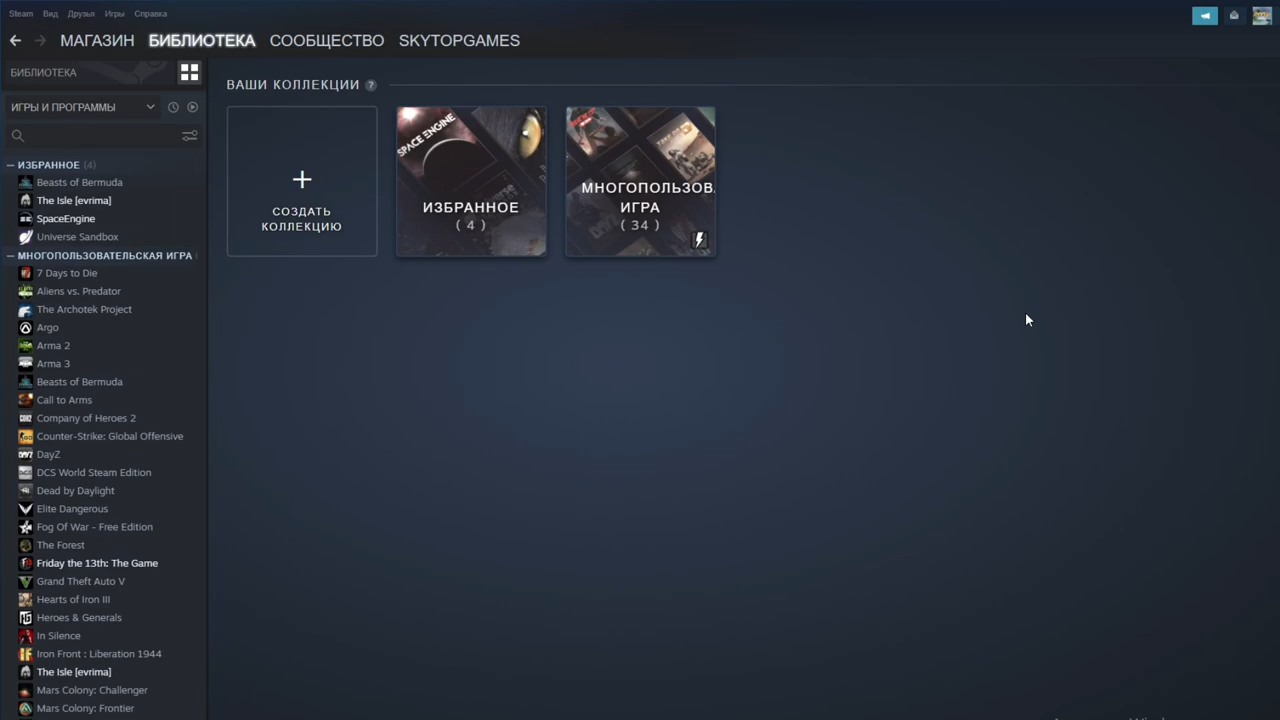 Steam Вид Друзья Игры Справка
МАГАЗИН БИБЛИОТЕКА СООБЩЕСТВО SKYTOPGAMES
БИБЛИОТЕКА
ИГРЫ И ПРОГРАММЫ
ИЗБРАННОЕ (4)
Beasts of Bermuda
The Isle [evrima]
SpaceEngine
Universe Sandbox
МНОГОПОЛЬЗОВАТЕЛЬСКАЯ ИГРА
7 Days to Die
Aliens vs. Predator
The Archotek Project
Argo
Arma 2
Arma 3
Beasts of Bermuda
Call to Arms
Company of Heroes 2
Counter-Strike: Global Offensive
DayZ
DCS World Steam Edition
Dead by Daylight
Elite Dangerous
Fog Of War - Free Edition
The Forest
Friday the 13th: The Game
Grand Theft Auto V
Hearts of Iron III
Heroes & Generals
In Silence
Iron Front : Liberation 1944
The Isle [evrima]
Mars Colony: Challenger
Mars Colony: Frontier
ВАШИ КОЛЛЕКЦИИ ?
+
СОЗДАТЬ
КОЛЛЕКЦИЮ
SPACE ENGINE
ИЗБРАННОЕ
( 4 )
МНОГОПОЛЬЗОВ
ИГРА
( 34 )